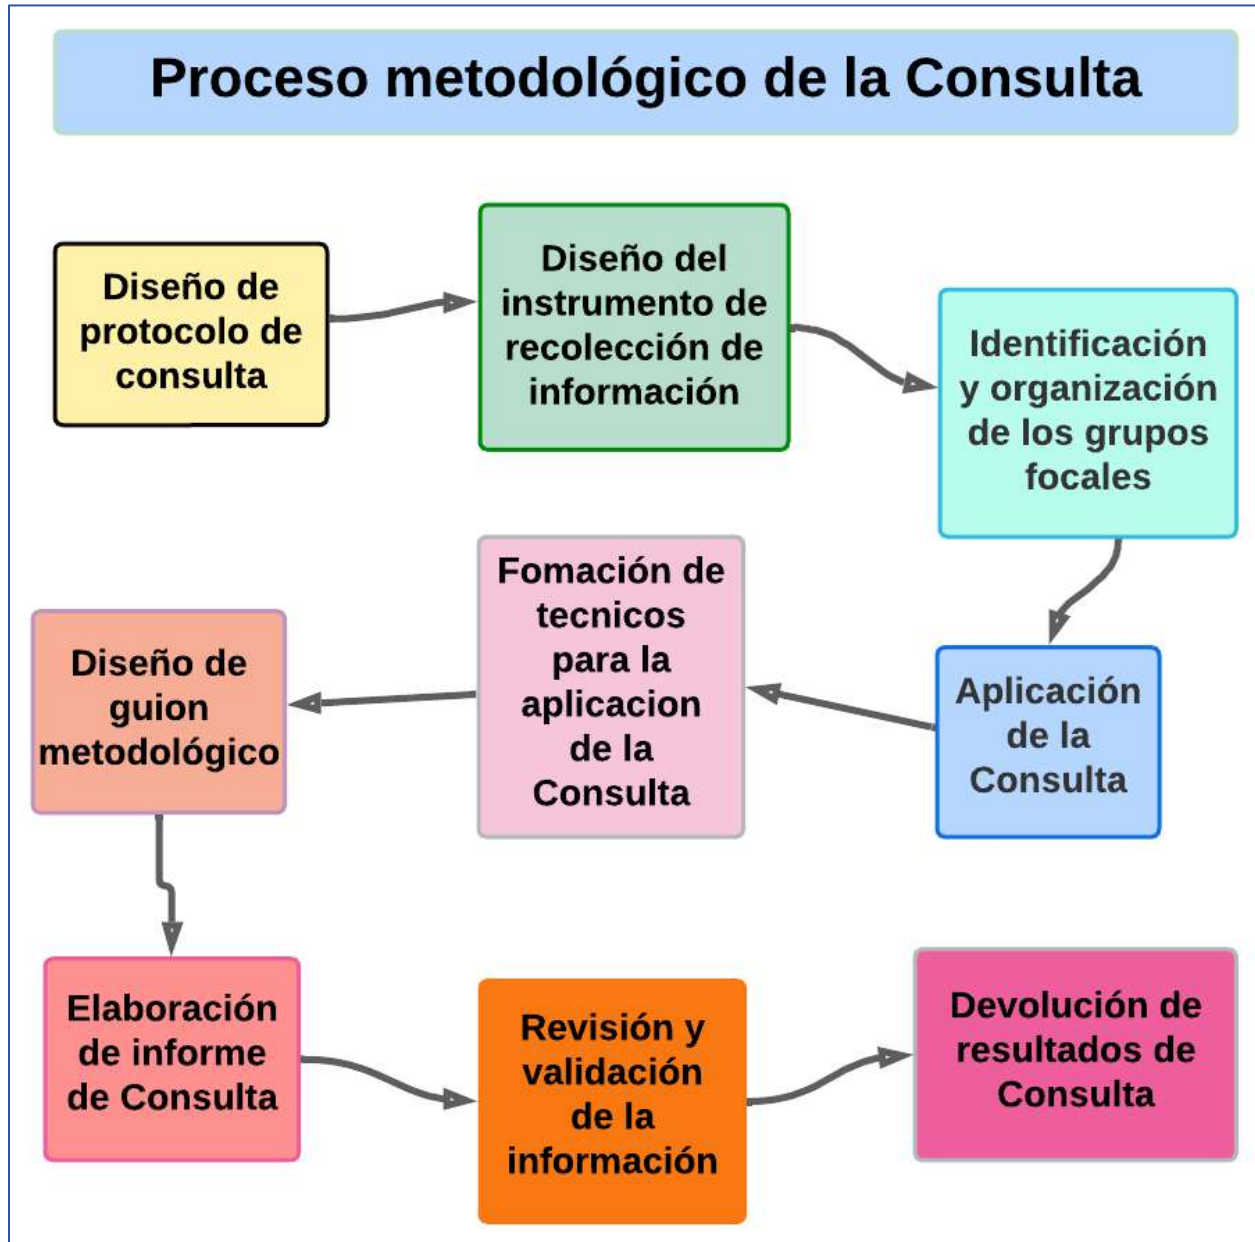 Proceso metodológico de la Consulta
Diseño de
protocolo de
consulta
Diseño del
instrumento de
recolección de
información
Identificación
y organización
de los grupos
focales
Aplicación
de la
Consulta
Fomación de
tecnicos
para la
aplicacion
de la
Consulta
Diseño de
guion
metodológico
Elaboración
de informe
de Consulta
Revisión y
validación
de la
información
Devolución de
resultados de
Consulta